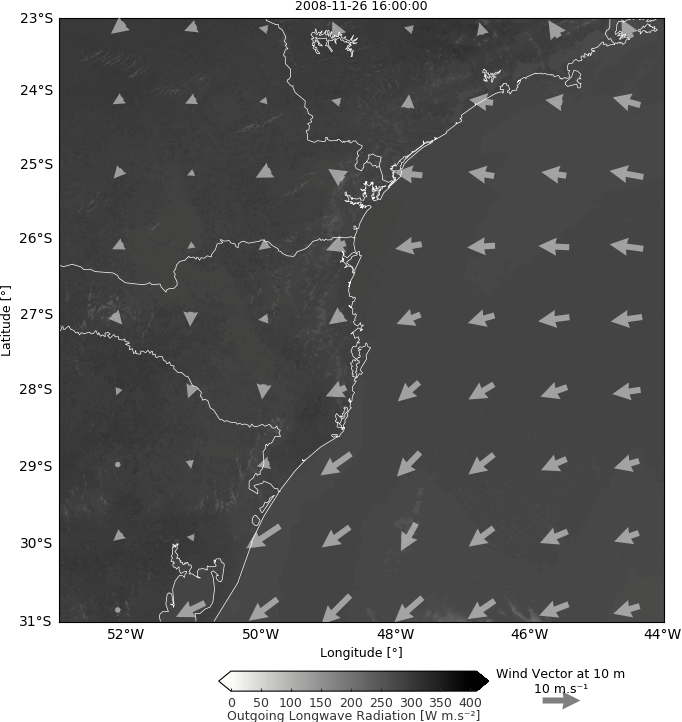 2008-11-26 16:00:00
23°S
24°S
25°S
26°S
27°S
28°S
29°S
30°S
31°S
Latitude [°]
52°W 50°W 48°W 46°W 44°W
Longitude [°]
0 50 100 150 200 250 300 350 400
Outgoing Longwave Radiation [W m.s⁻²]
Wind Vector at 10 m
10 m.s⁻¹